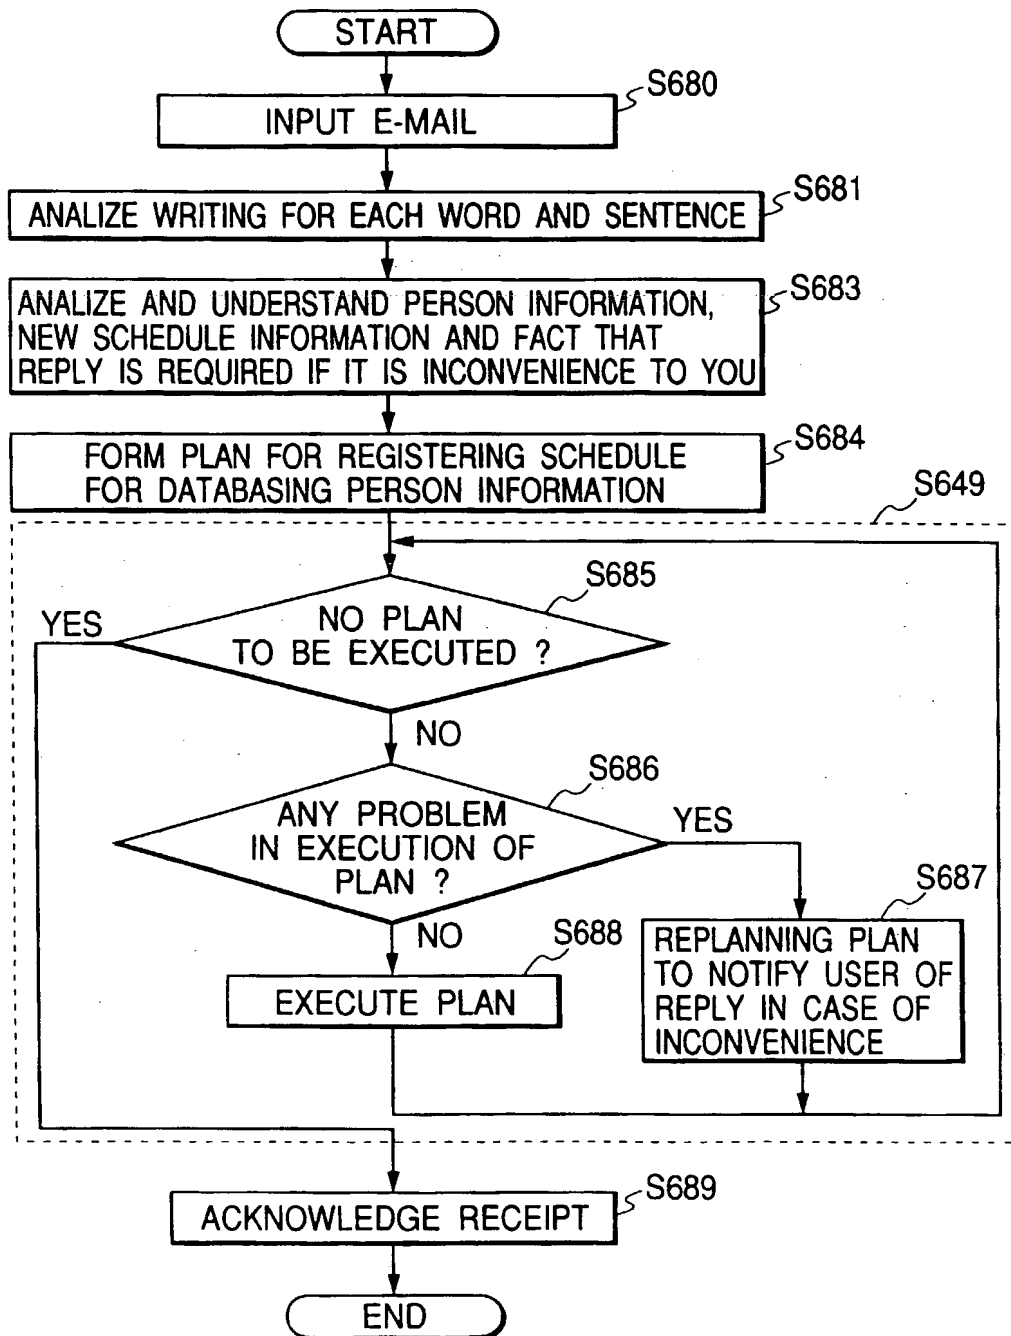 START
S680
INPUT E-MAIL
S681
ANALIZE WRITING FOR EACH WORD AND SENTENCE
S683
ANALIZE AND UNDERSTAND PERSON INFORMATION,
NEW SCHEDULE INFORMATION AND FACT THAT
REPLY IS REQUIRED IF IT IS INCONVENIENCE TO YOU
S684
FORM PLAN FOR REGISTERING SCHEDULE
FOR DATABASING PERSON INFORMATION
S649
S685
YES
NO PLAN
TO BE EXECUTED ?
NO
S686
ANY PROBLEM
IN EXECUTION OF
PLAN ?
YES
NO
S687
REPLANNING PLAN
TO NOTIFY USER OF
REPLY IN CASE OF
INCONVENIENCE
S688
EXECUTE PLAN
S689
ACKNOWLEDGE RECEIPT
END